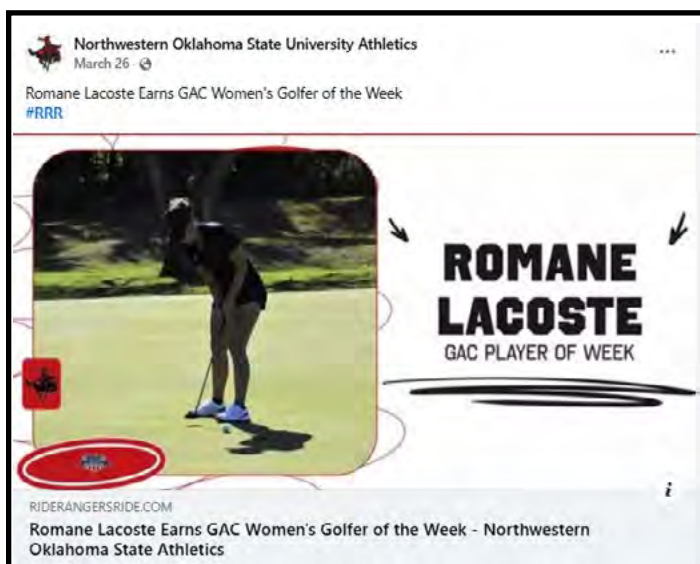 Northwestern Oklahoma State University Athletics
March 26 ·
Romane Lacoste Earns GAC Women's Golfer of the Week
#RRR
ROMANE
LACOSTE
GAC PLAYER OF WEEK
i
RIDERANGERSRIDE.COM
Romane Lacoste Earns GAC Women's Golfer of the Week - Northwestern
Oklahoma State Athletics